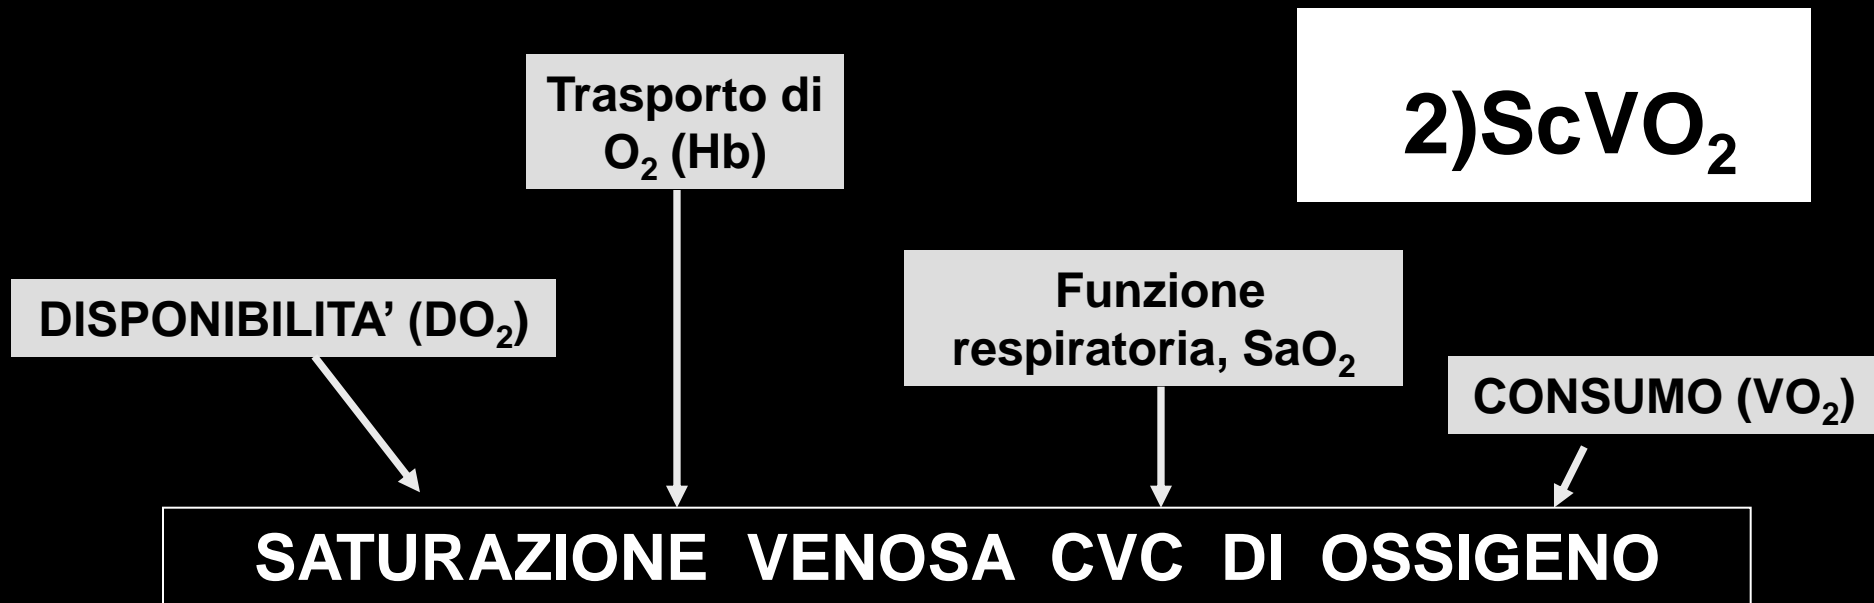 2)ScVO₂
Trasporto di
O₂ (Hb)
DISPONIBILITA’ (DO₂)
Funzione
respiratoria, SaO₂
CONSUMO (VO₂)
SATURAZIONE VENOSA CVC DI OSSIGENO